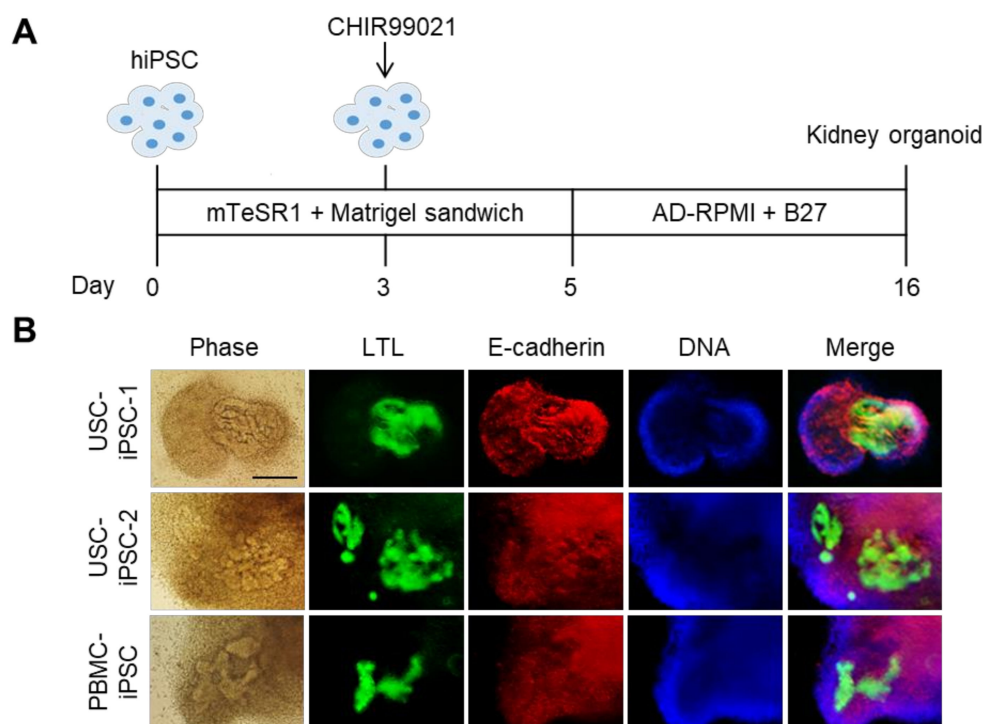 A
CHIR99021
hiPSC
Kidney organoid
mTeSR1 + Matrigel sandwich
AD-RPMI + B27
Day 0 3 5 16
B
Phase LTL E-cadherin DNA Merge
USC-
iPSC-1
USC-
iPSC-2
PBMC-
iPSC